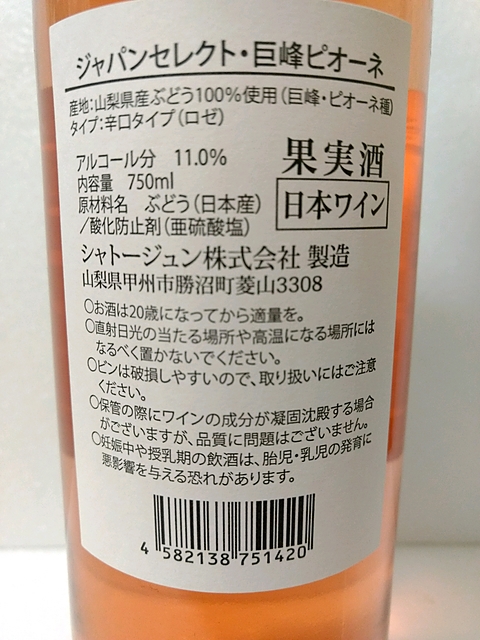 ジャパンセレクト・巨峰ピオーネ
産地:山梨県産ぶどう100%使用(巨峰・ピオーネ種)
タイプ:辛口タイプ(ロゼ)
アルコール分 11.0%
内容量 750ml
原材料名 ぶどう(日本産)
/酸化防止剤(亜硫酸塩)
果実酒
日本ワイン
シャトージュン株式会社 製造
山梨県甲州市勝沼町菱山3308
○お酒は20歳になってから適量を。
○直射日光の当たる場所や高温になる場所には
なるべく置かないでください。
○ビンは破損しやすいので、取り扱いにはご注意
ください。
○保管の際にワインの成分が凝固沈殿する場合
がございますが、品質に問題はございません。
○妊娠中や授乳期の飲酒は、胎児・乳児の発育に
悪影響を与える恐れがあります。
4 582138 751420